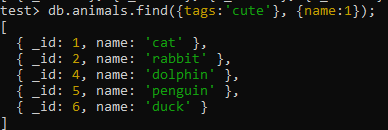 test> db.animals.find({tags:'cute'}, {name:1});
[
  { _id: 1, name: 'cat' },
  { _id: 2, name: 'rabbit' },
  { _id: 4, name: 'dolphin' },
  { _id: 5, name: 'penguin' },
  { _id: 6, name: 'duck' }
]